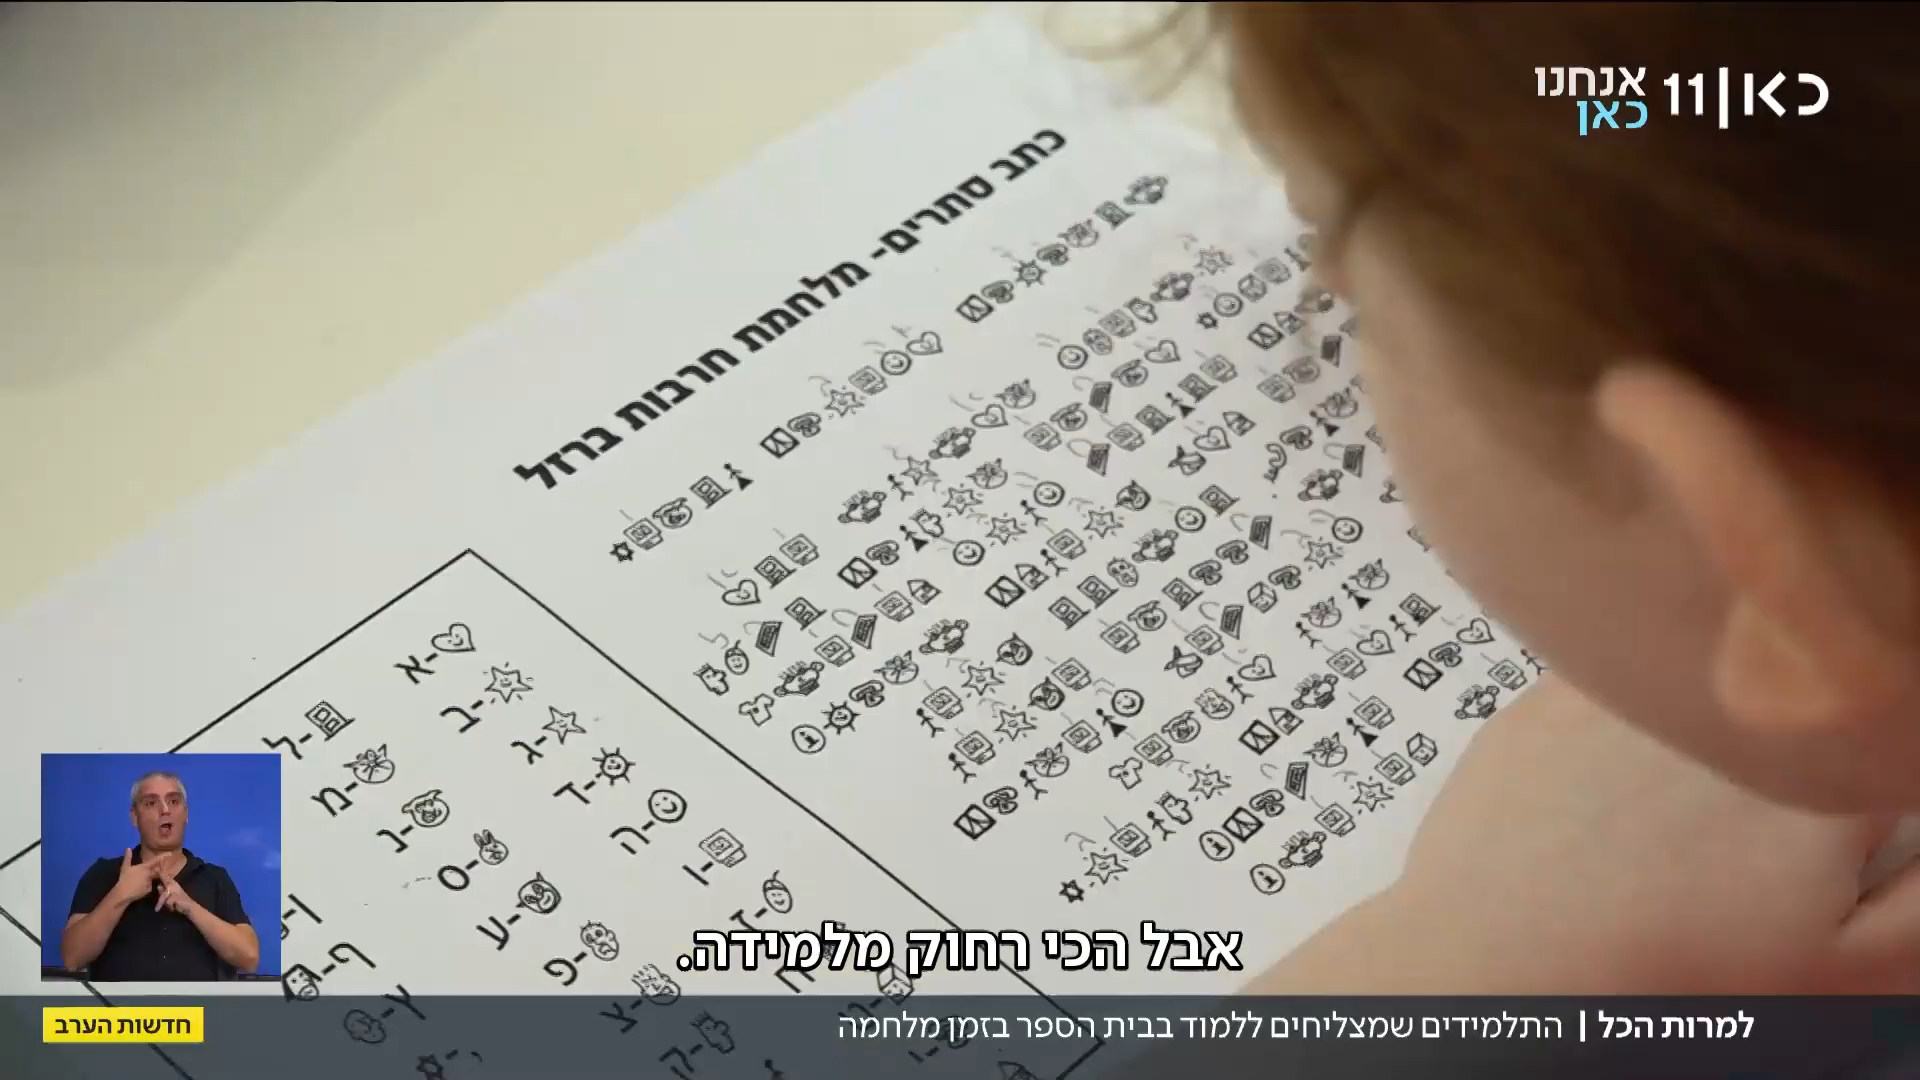 כאן|11
אנחנו
כאן
כתב סתרים- מלחמת חרבות ברזל
א-
ב-
ג-
ד-
ה-
ו-
ז-
ל-
מ-
נ-
ס-
ע-
פ-
צ-
ק-
ף-
ץ-
אבל הכי רחוק מלמידה.
למרות הכל | התלמידים שמצליחים ללמוד בבית הספר בזמן מלחמה
חדשות הערב